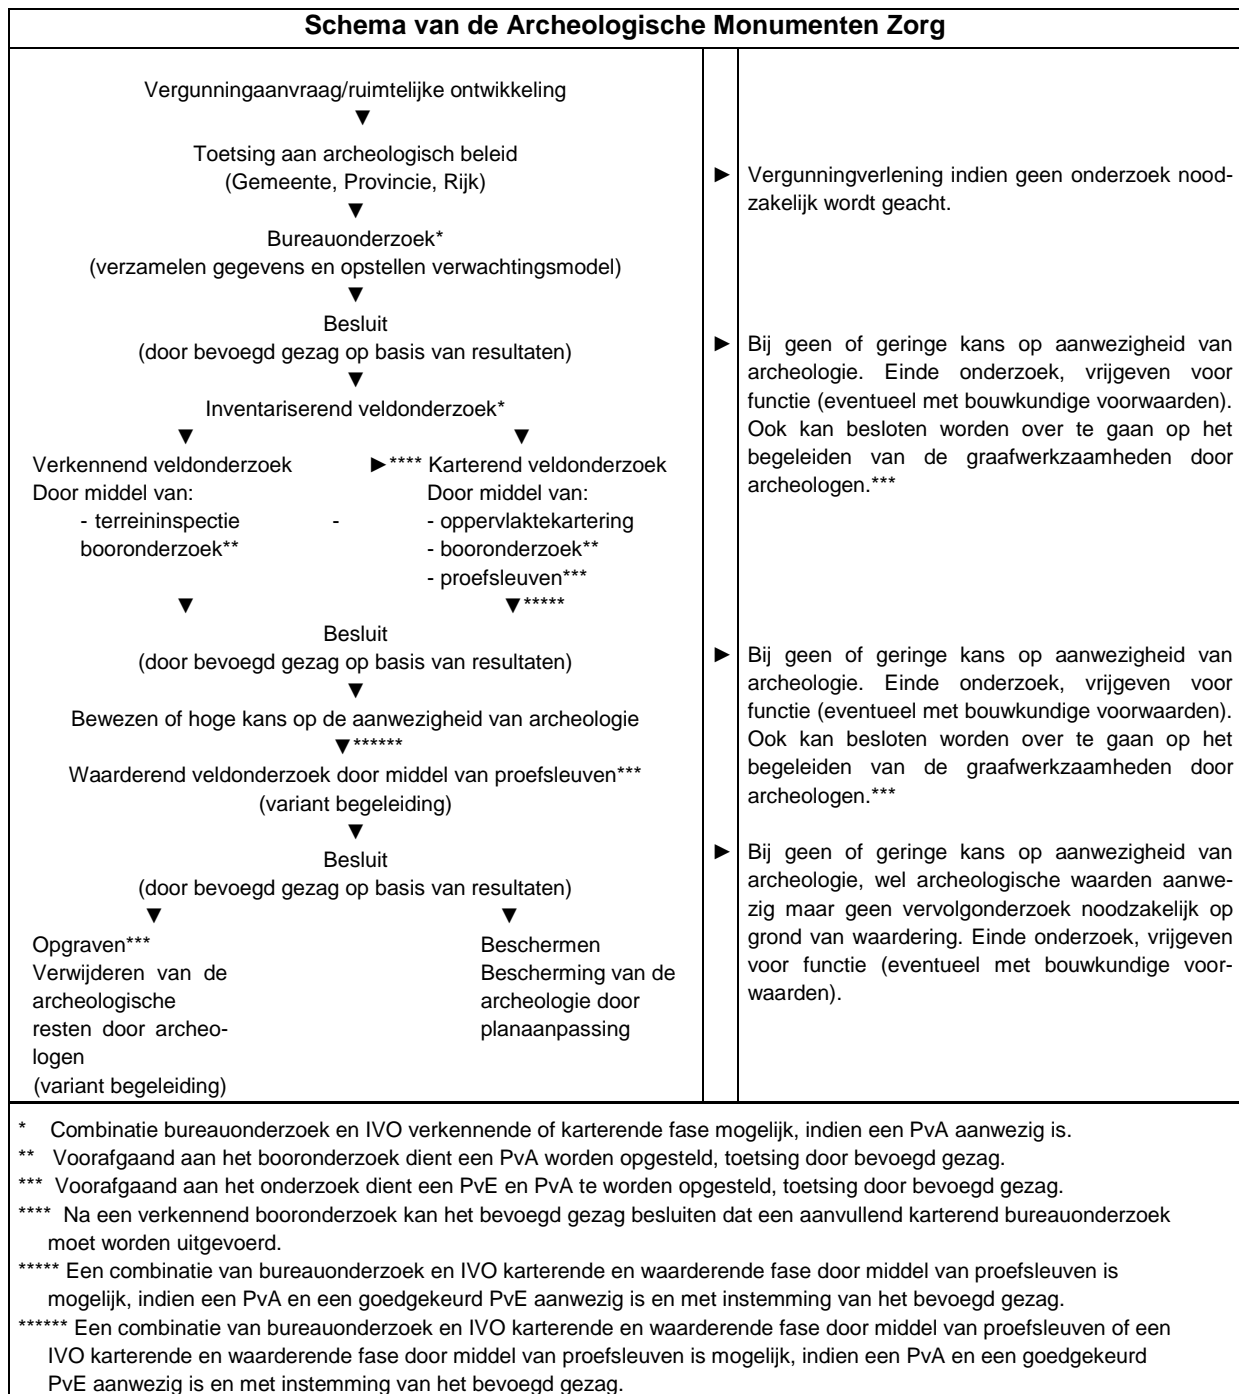 Schema van de Archeologische Monumenten Zorg
Vergunningaanvraag/ruimtelijke ontwikkeling
▼
Toetsing aan archeologisch beleid
(Gemeente, Provincie, Rijk)
▼
► Vergunningverlening indien geen onderzoek nood-
zakelijk wordt geacht.
Bureauonderzoek*
(verzamelen gegevens en opstellen verwachtingsmodel)
▼
Besluit
(door bevoegd gezag op basis van resultaten)
▼
► Bij geen of geringe kans op aanwezigheid van
archeologie. Einde onderzoek, vrijgeven voor
functie (eventueel met bouwkundige voorwaarden).
Ook kan besloten worden over te gaan op het
begeleiden van de graafwerkzaamheden door
archeologen.***
Inventariserend veldonderzoek*
▼ ▼
Verkennend veldonderzoek ►**** Karterend veldonderzoek
Door middel van: Door middel van:
- terreininspectie - - oppervlaktekartering
booronderzoek** - booronderzoek**
- proefsleuven***
▼ ▼*****
Besluit
(door bevoegd gezag op basis van resultaten)
▼
► Bij geen of geringe kans op aanwezigheid van
archeologie. Einde onderzoek, vrijgeven voor
functie (eventueel met bouwkundige voorwaarden).
Ook kan besloten worden over te gaan op het
begeleiden van de graafwerkzaamheden door
archeologen.***
Bewezen of hoge kans op de aanwezigheid van archeologie
▼******
Waarderend veldonderzoek door middel van proefsleuven***
(variant begeleiding)
▼
Besluit
(door bevoegd gezag op basis van resultaten)
▼ ▼
► Bij geen of geringe kans op aanwezigheid van
archeologie, wel archeologische waarden aanwe-
zig maar geen vervolgonderzoek noodzakelijk op
grond van waardering. Einde onderzoek, vrijgeven
voor functie (eventueel met bouwkundige voor-
waarden).
Opgraven***
Verwijderen van de
archeologische
resten door archeo-
logen
(variant begeleiding)
Beschermen
Bescherming van de
archeologie door
planaanpassing
* Combinatie bureauonderzoek en IVO verkennende of karterende fase mogelijk, indien een PvA aanwezig is.
** Voorafgaand aan het booronderzoek dient een PvA worden opgesteld, toetsing door bevoegd gezag.
*** Voorafgaand aan het onderzoek dient een PvE en PvA te worden opgesteld, toetsing door bevoegd gezag.
**** Na een verkennend booronderzoek kan het bevoegd gezag besluiten dat een aanvullend karterend bureauonderzoek
moet worden uitgevoerd.
***** Een combinatie van bureauonderzoek en IVO karterende en waarderende fase door middel van proefsleuven is
mogelijk, indien een PvA en een goedgekeurd PvE aanwezig is en met instemming van het bevoegd gezag.
****** Een combinatie van bureauonderzoek en IVO karterende en waarderende fase door middel van proefsleuven of een
IVO karterende en waarderende fase door middel van proefsleuven is mogelijk, indien een PvA en een goedgekeurd
PvE aanwezig is en met instemming van het bevoegd gezag.